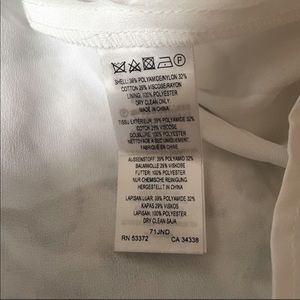 SHELL: 39% POLYAMIDE/NYLON 32%
COTTON 29% VISCOSE/RAYON
LINING: 100% POLYESTER
DRY CLEAN ONLY
MADE IN CHINA
TISSU EXTÉRIEUR: 39% POLYAMIDE 32%
COTON 29% VISCOSE
DOUBLURE: 100% POLYESTER
NETTOYAGE A SEC UNIQUEMENT
FABRIQUÉ EN CHINE
AUSSENSTOFF: 39% POLYAMID 32%
BAUMWOLLE 29% VISKOSE
FUTTER: 100% POLYESTER
NUR CHEMISCHE REINIGUNG
HERGESTELLT IN CHINA
LAPISAN LUAR: 39% POLYAMIDE 32%
KAPAS 29% VISKOS
LAPISAN: 100% POLYESTER
DRY CLEAN SAJA
71JND
RN 53372 CA 34338